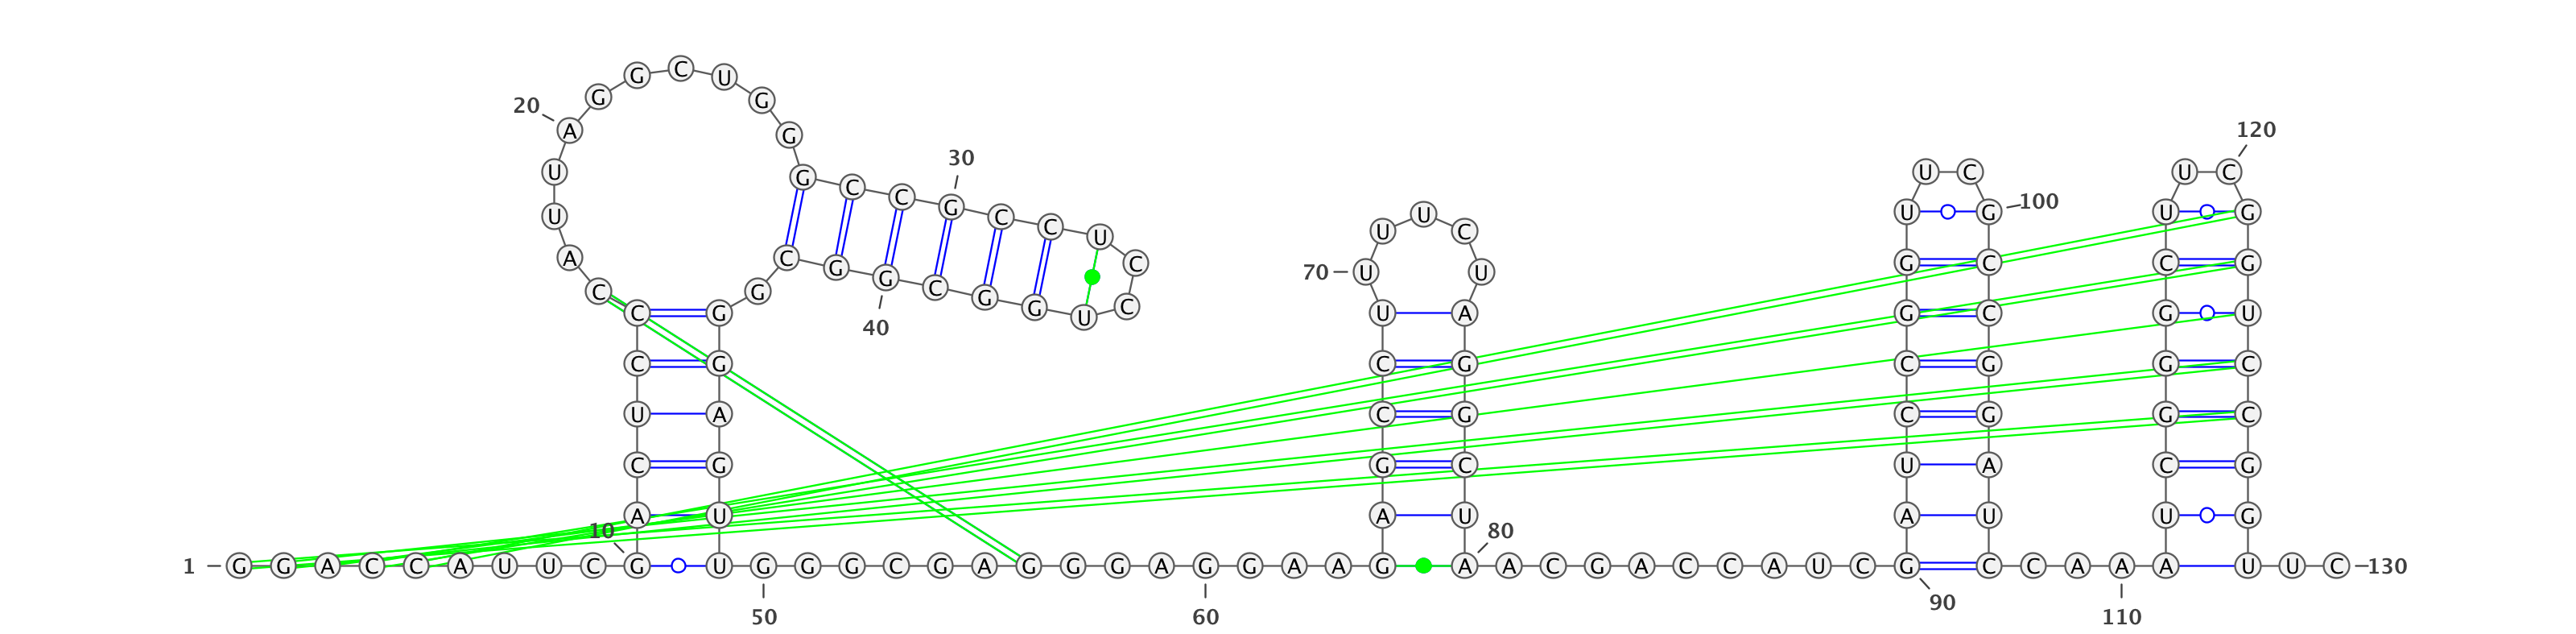 1
G G A C C A U U C G
10
A C U C C C A U U A
20
G G C U G G G C C G
30
C C U C C U G G C G
40
G C G G G A G U U G
50
G G C G A G G G A G
60
G A A G A G C C U U
70
U U C U A G G C U A
80
A C G A C C A U C G
90
A U C C G G U U C G
100
C C G G A U C C A A
110
A U C G G G C U U C
120
G G U C C G G U U C
130